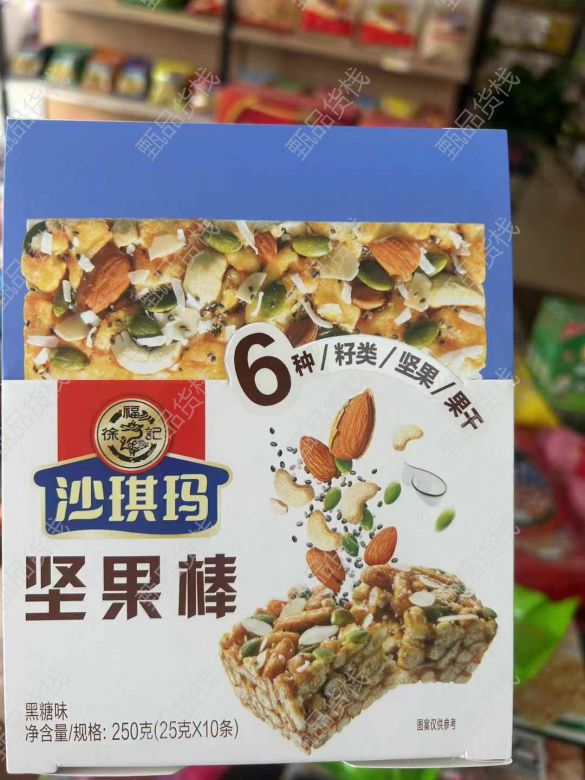 6种/籽类/坚果/果干
徐福记
沙琪玛
坚果棒
黑糖味
净含量/规格: 250克(25克X10条)
图案仅供参考
甄品货栈